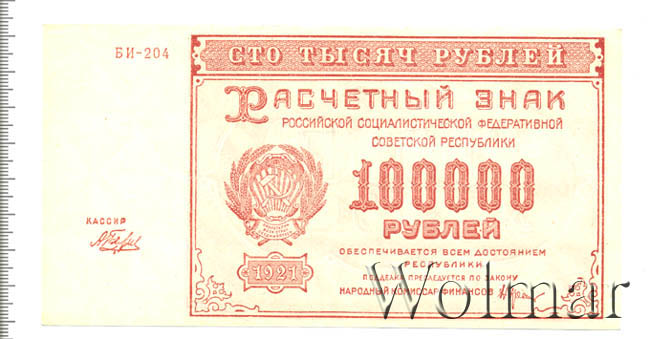 БИ-204
СТО ТЫСЯЧ РУБЛЕЙ
РАСЧЕТНЫЙ ЗНАК
РОССИЙСКОЙ СОЦИАЛИСТИЧЕСКОЙ ФЕДЕРАТИВНОЙ
СОВЕТСКОЙ РЕСПУБЛИКИ
100000
РУБЛЕЙ
КАССИР
ОБЕСПЕЧИВАЕТСЯ ВСЕМ ДОСТОЯНИЕМ
РЕСПУБЛИКИ
1921
ПОДДЕЛКА ПРЕСЛЕДУЕТСЯ ПО ЗАКОНУ
НАРОДНЫЙ КОМИССАР ФИНАНСОВ
Wolmar